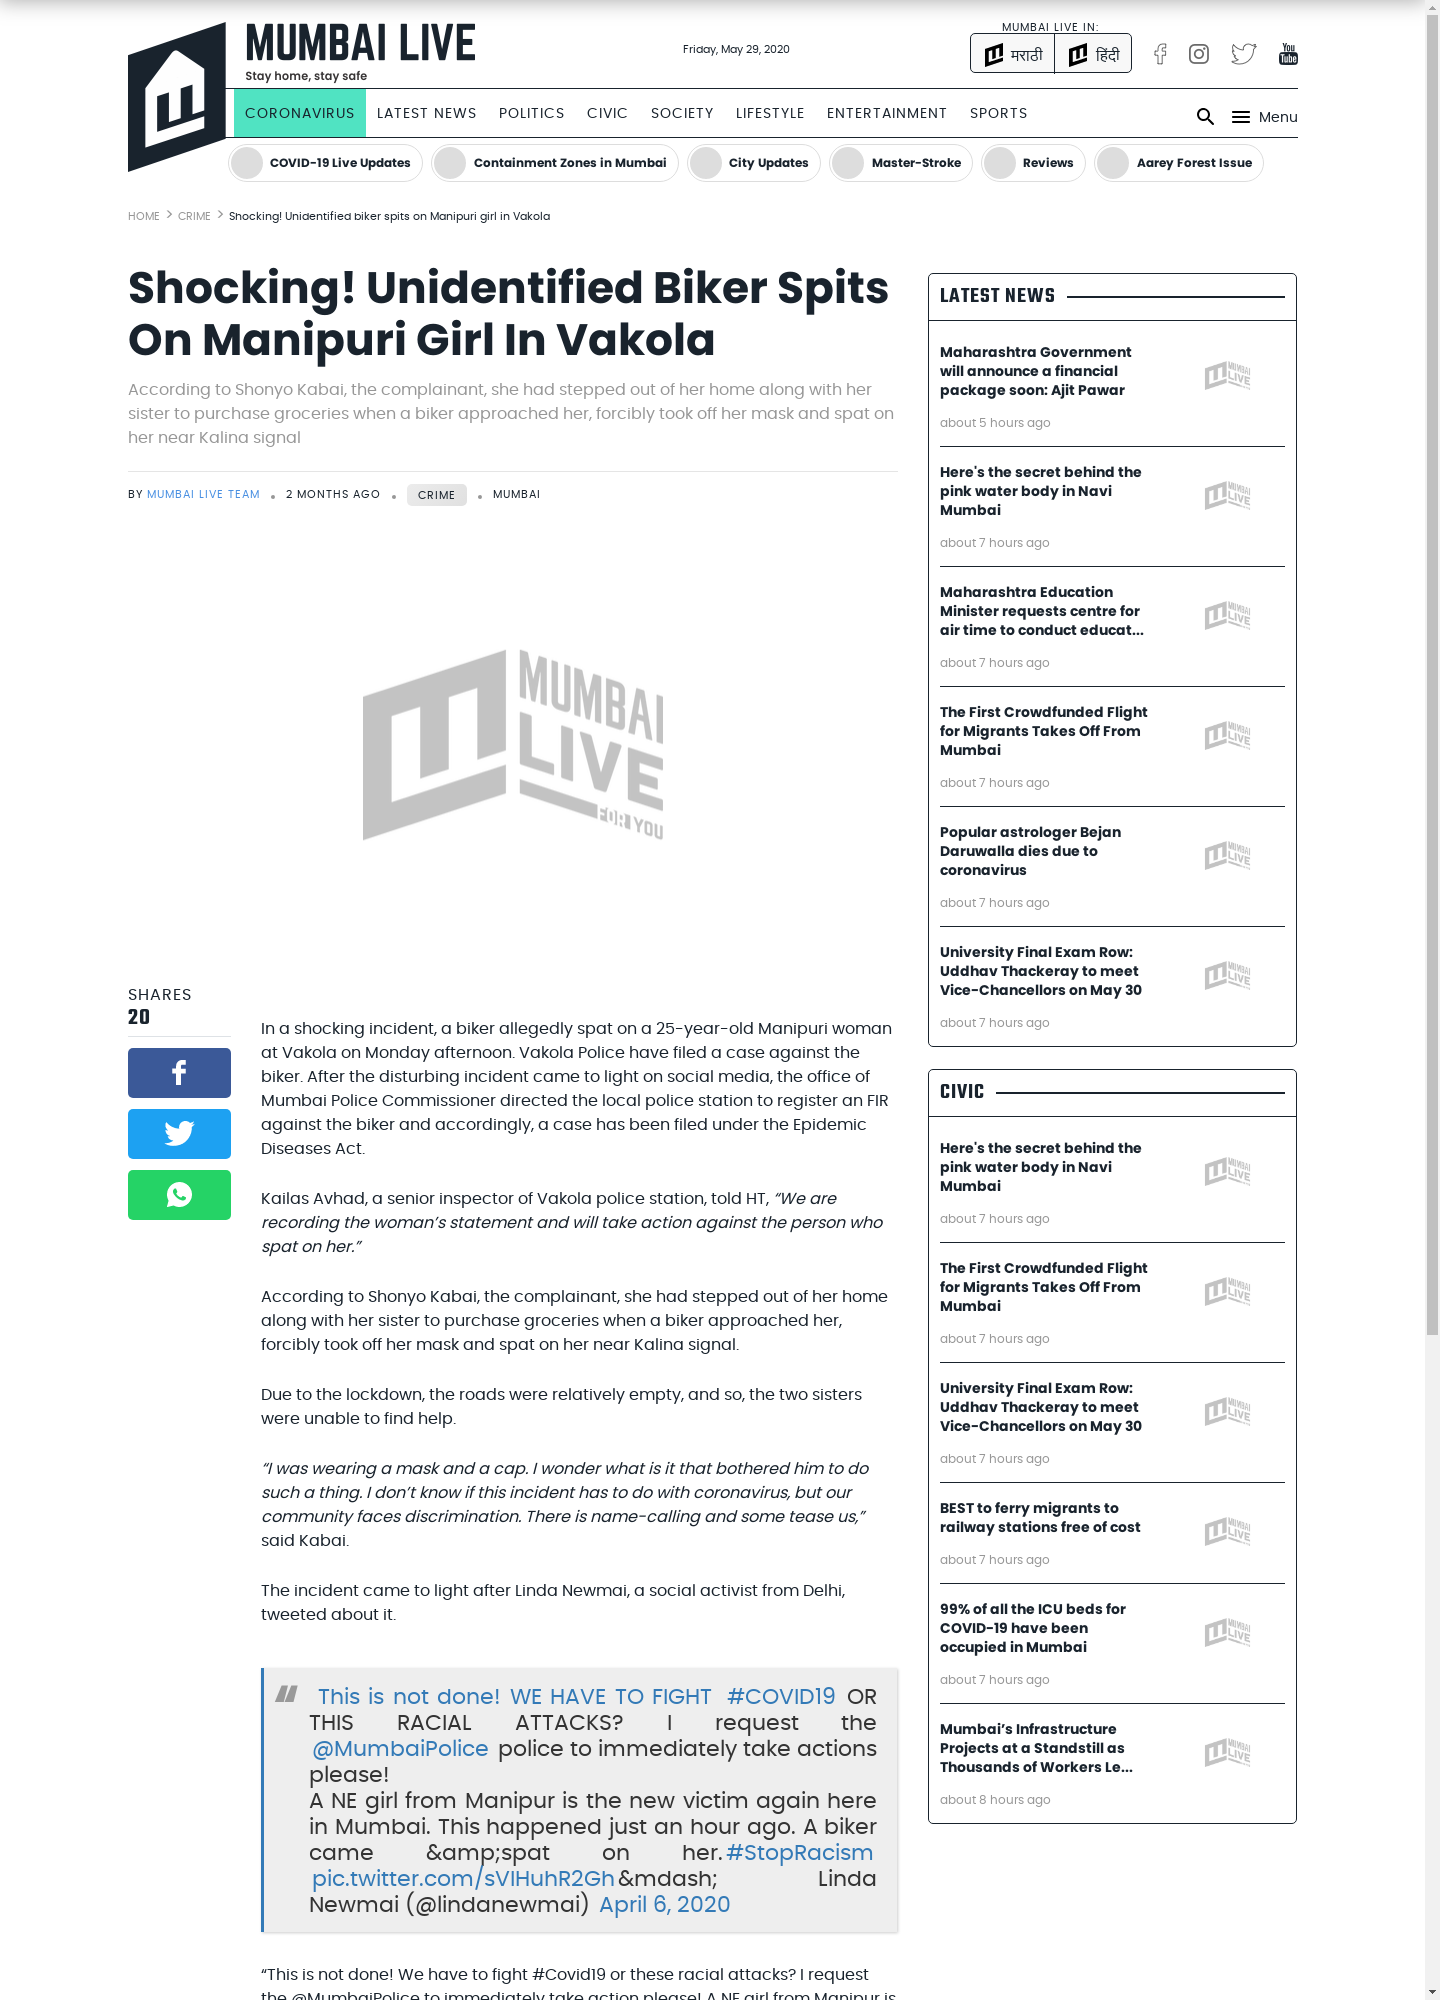 MUMBAI LIVE
Stay home, stay safe
Friday, May 29, 2020
MUMBAI LIVE IN:
मराठी
हिंदी
You
Tube
CORONAVIRUS LATEST NEWS POLITICS CIVIC SOCIETY LIFESTYLE ENTERTAINMENT SPORTS
Menu
COVID-19 Live Updates Containment Zones in Mumbai City Updates Master-Stroke Reviews Aarey Forest Issue
HOME > CRIME > Shocking! Unidentified biker spits on Manipuri girl in Vakola
Shocking! Unidentified Biker Spits
On Manipuri Girl In Vakola
According to Shonyo Kabai, the complainant, she had stepped out of her home along with her
sister to purchase groceries when a biker approached her, forcibly took off her mask and spat on
her near Kalina signal
BY MUMBAI LIVE TEAM • 2 MONTHS AGO • CRIME • MUMBAI
MUMBAI
LIVE
FOR YOU
SHARES
20
In a shocking incident, a biker allegedly spat on a 25-year-old Manipuri woman
at Vakola on Monday afternoon. Vakola Police have filed a case against the
biker. After the disturbing incident came to light on social media, the office of
Mumbai Police Commissioner directed the local police station to register an FIR
against the biker and accordingly, a case has been filed under the Epidemic
Diseases Act.
Kailas Avhad, a senior inspector of Vakola police station, told HT, “We are
recording the woman’s statement and will take action against the person who
spat on her.”
According to Shonyo Kabai, the complainant, she had stepped out of her home
along with her sister to purchase groceries when a biker approached her,
forcibly took off her mask and spat on her near Kalina signal.
Due to the lockdown, the roads were relatively empty, and so, the two sisters
were unable to find help.
“I was wearing a mask and a cap. I wonder what is it that bothered him to do
such a thing. I don’t know if this incident has to do with coronavirus, but our
community faces discrimination. There is name-calling and some tease us,”
said Kabai.
The incident came to light after Linda Newmai, a social activist from Delhi,
tweeted about it.
This is not done! WE HAVE TO FIGHT #COVID19 OR
THIS RACIAL ATTACKS? I request the
@MumbaiPolice police to immediately take actions
please!
A NE girl from Manipur is the new victim again here
in Mumbai. This happened just an hour ago. A biker
came &amp;spat on her.#StopRacism
pic.twitter.com/sVIHuhR2Gh&mdash; Linda
Newmai (@lindanewmai) April 6, 2020
“This is not done! We have to fight #Covid19 or these racial attacks? I request
the @MumbaiPolice to immediately take action please! A NE girl from Manipur is
LATEST NEWS
Maharashtra Government
will announce a financial
package soon: Ajit Pawar
about 5 hours ago
Here's the secret behind the
pink water body in Navi
Mumbai
about 7 hours ago
Maharashtra Education
Minister requests centre for
air time to conduct educat...
about 7 hours ago
The First Crowdfunded Flight
for Migrants Takes Off From
Mumbai
about 7 hours ago
Popular astrologer Bejan
Daruwalla dies due to
coronavirus
about 7 hours ago
University Final Exam Row:
Uddhav Thackeray to meet
Vice-Chancellors on May 30
about 7 hours ago
CIVIC
Here's the secret behind the
pink water body in Navi
Mumbai
about 7 hours ago
The First Crowdfunded Flight
for Migrants Takes Off From
Mumbai
about 7 hours ago
University Final Exam Row:
Uddhav Thackeray to meet
Vice-Chancellors on May 30
about 7 hours ago
BEST to ferry migrants to
railway stations free of cost
about 7 hours ago
99% of all the ICU beds for
COVID-19 have been
occupied in Mumbai
about 7 hours ago
Mumbai’s Infrastructure
Projects at a Standstill as
Thousands of Workers Le...
about 8 hours ago